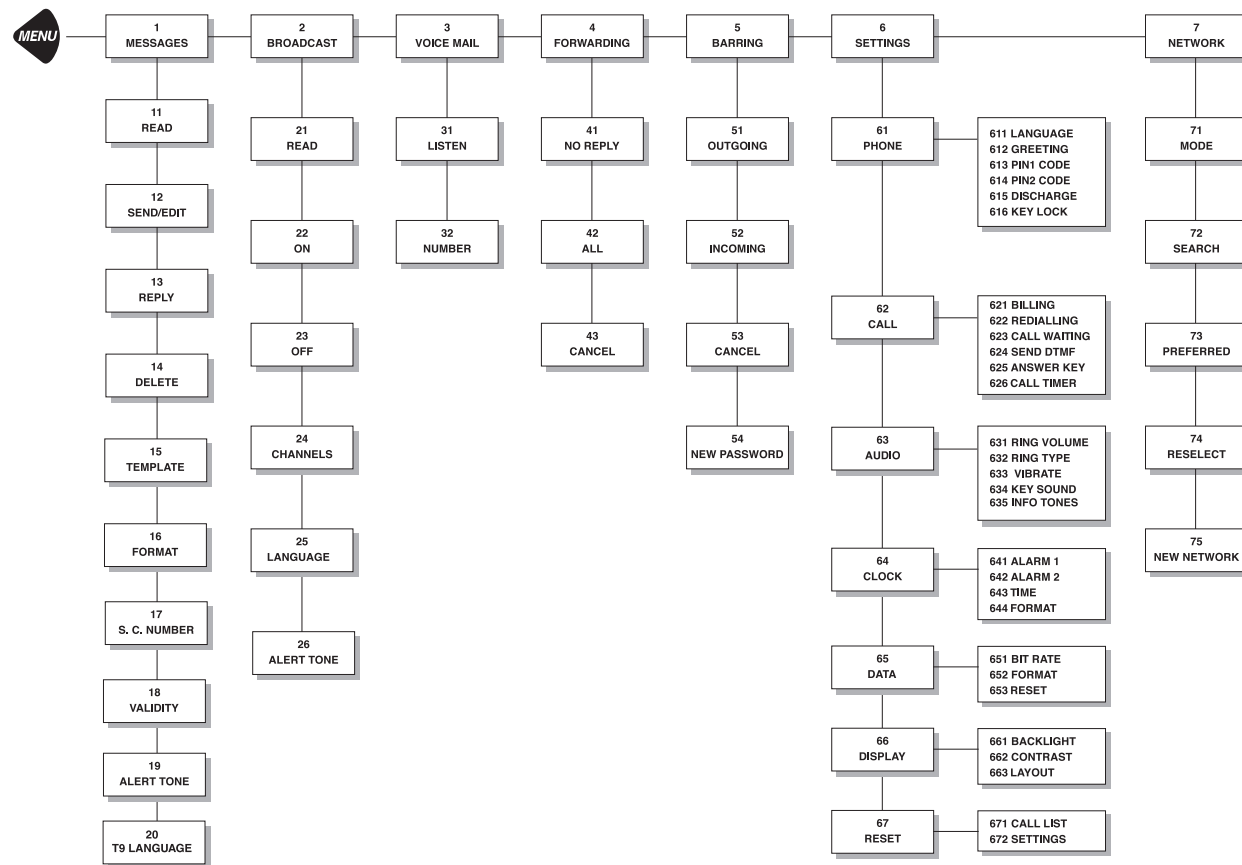 MENU
1
MESSAGES
2
BROADCAST
3
VOICE MAIL
4
FORWARDING
5
BARRING
6
SETTINGS
7
NETWORK
11
READ
12
SEND/EDIT
13
REPLY
14
DELETE
15
TEMPLATE
16
FORMAT
17
S. C. NUMBER
18
VALIDITY
19
ALERT TONE
20
T9 LANGUAGE
21
READ
22
ON
23
OFF
24
CHANNELS
25
LANGUAGE
26
ALERT TONE
31
LISTEN
32
NUMBER
41
NO REPLY
42
ALL
43
CANCEL
51
OUTGOING
52
INCOMING
53
CANCEL
54
NEW PASSWORD
61
PHONE
611 LANGUAGE
612 GREETING
613 PIN1 CODE
614 PIN2 CODE
615 DISCHARGE
616 KEY LOCK
62
CALL
621 BILLING
622 REDIALLING
623 CALL WAITING
624 SEND DTMF
625 ANSWER KEY
626 CALL TIMER
63
AUDIO
631 RING VOLUME
632 RING TYPE
633 VIBRATE
634 KEY SOUND
635 INFO TONES
64
CLOCK
641 ALARM 1
642 ALARM 2
643 TIME
644 FORMAT
65
DATA
651 BIT RATE
652 FORMAT
653 RESET
66
DISPLAY
661 BACKLIGHT
662 CONTRAST
663 LAYOUT
67
RESET
671 CALL LIST
672 SETTINGS
71
MODE
72
SEARCH
73
PREFERRED
74
RESELECT
75
NEW NETWORK